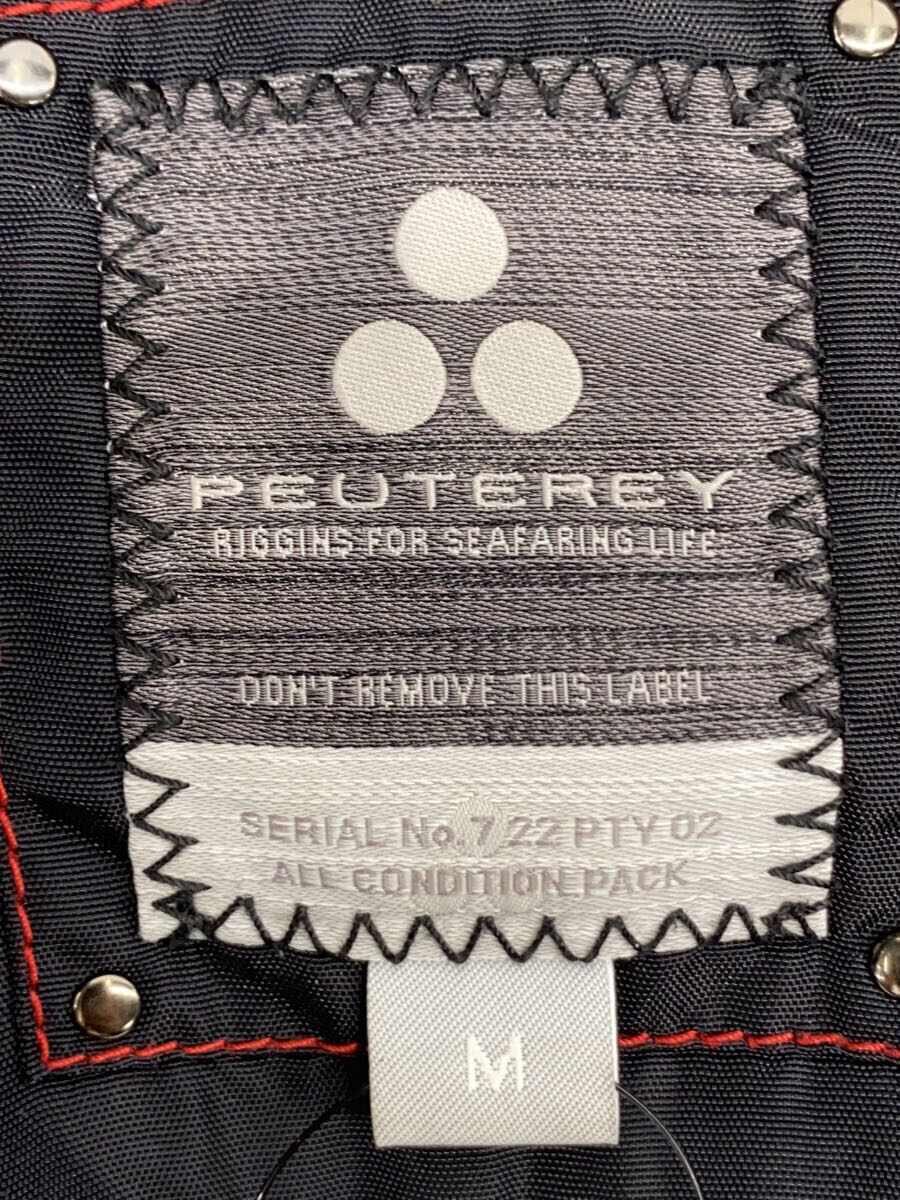 PEUTEREY
RIGGINS FOR SEAFARING LIFE
DON'T REMOVE THIS LABEL
SERIAL No.7/22 PTY 02
ALL CONDITION PACK
M